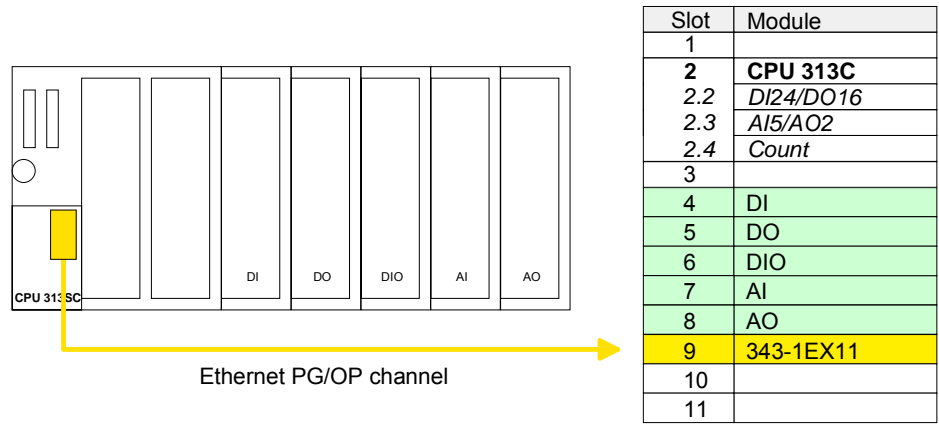 DI DO DIO AI AO
CPU 313SC
Ethernet PG/OP channel
Slot Module
1
2 CPU 313C
2.2 DI24/DO16
2.3 AI5/AO2
2.4 Count
3
4 DI
5 DO
6 DIO
7 AI
8 AO
9 343-1EX11
10
11